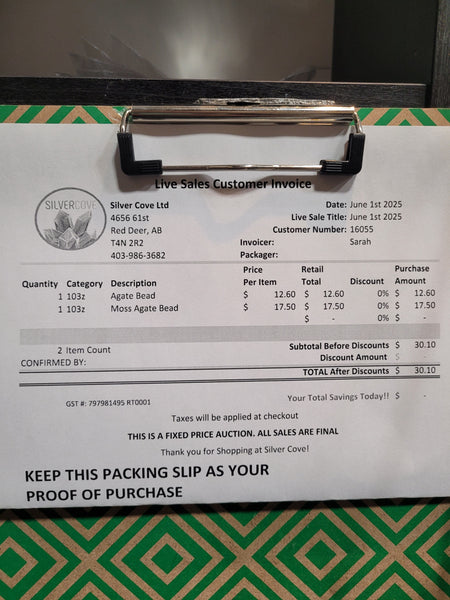 Live Sales Customer Invoice
SILVERCOVE
Silver Cove Ltd
4656 61st
Red Deer, AB
T4N 2R2
403-986-3682
Date: June 1st 2025
Live Sale Title: June 1st 2025
Customer Number: 16055
Invoicer: Sarah
Packager:
Quantity Category Description Price Per Item Retail Total Discount Purchase Amount
1 103z Agate Bead $ 12.60 $ 12.60 0% $ 12.60
1 103z Moss Agate Bead $ 17.50 $ 17.50 0% $ 17.50
$ - 0% $ -
2 Item Count Subtotal Before Discounts $ 30.10
Discount Amount $ -
CONFIRMED BY: TOTAL After Discounts $ 30.10
GST #: 797981495 RT0001 Your Total Savings Today!! $ -
Taxes will be applied at checkout
THIS IS A FIXED PRICE AUCTION. ALL SALES ARE FINAL
Thank you for Shopping at Silver Cove!
KEEP THIS PACKING SLIP AS YOUR
PROOF OF PURCHASE